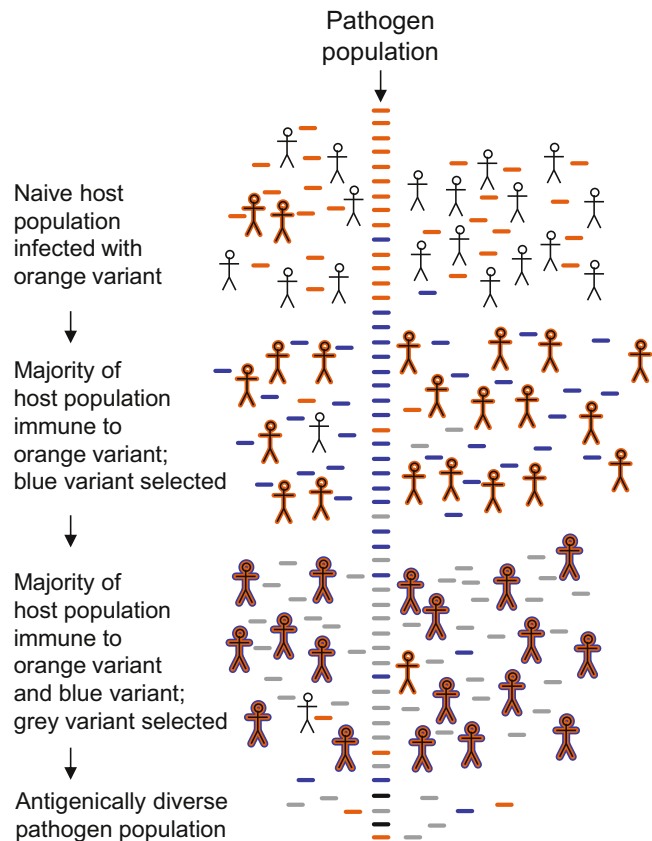 Pathogen
population
Naive host
population
infected with
orange variant
Majority of
host population
immune to
orange variant;
blue variant selected
Majority of
host population
immune to
orange variant
and blue variant;
grey variant selected
Antigenically diverse
pathogen population